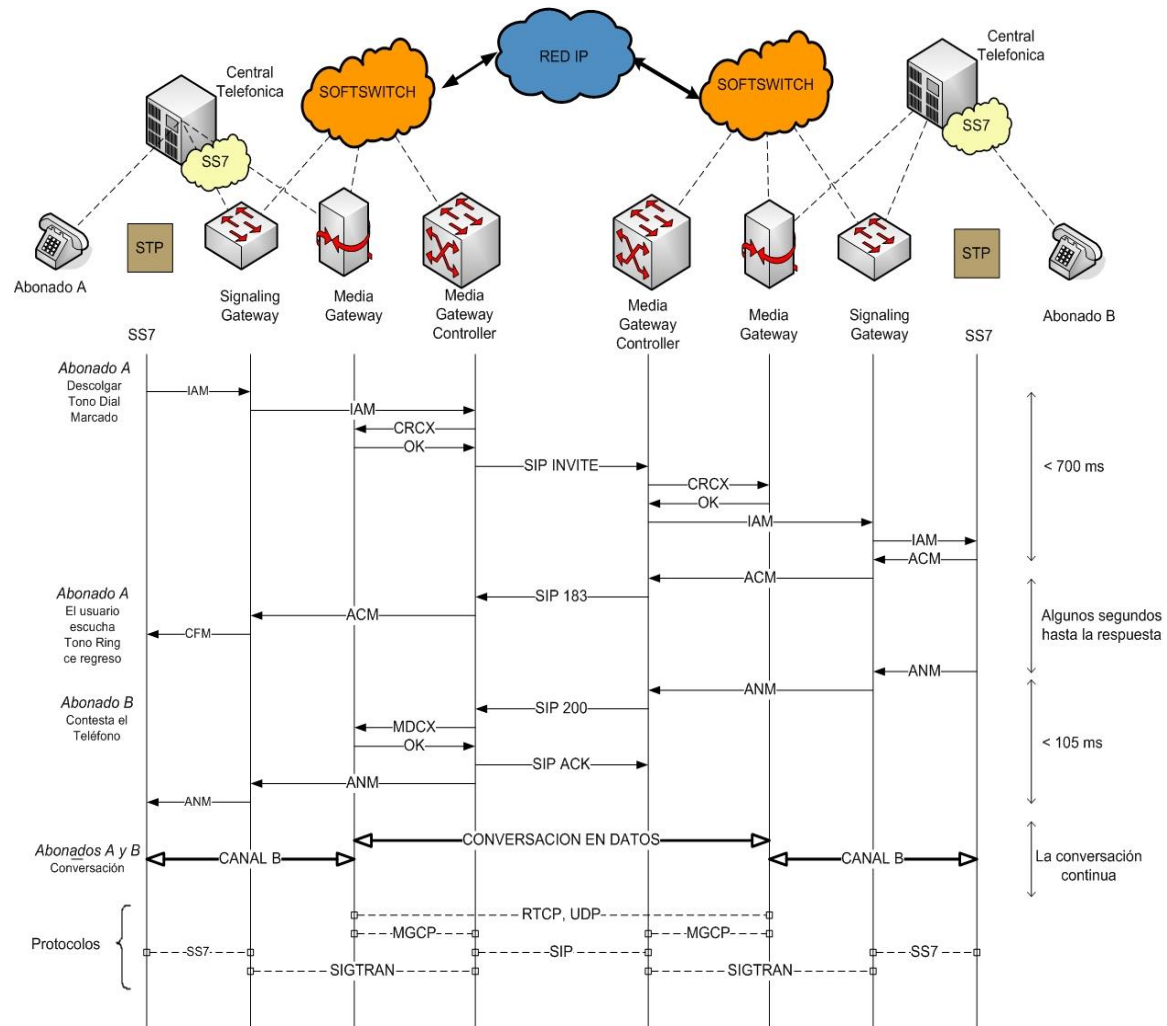 RED IP
Central
Telefonica
SOFTSWITCH
SOFTSWITCH
Central
Telefonica
SS7
SS7
STP
STP
Abonado A
Signaling
Gateway
Media
Gateway
Media
Gateway
Controller
Media
Gateway
Controller
Media
Gateway
Signaling
Gateway
Abonado B
SS7
SS7
Abonado A
Descolgar
Tono Dial
Marcado
IAM
IAM
CRCX
OK
SIP INVITE
CRCX
OK
IAM
IAM
ACM
< 700 ms
ACM
SIP 183
ACM
CFM
Abonado A
El usuario
escucha
Tono Ring
ce regreso
Algunos segundos
hasta la respuesta
ANM
ANM
SIP 200
MDCX
OK
SIP ACK
ANM
ANM
Abonado B
Contesta el
Teléfono
< 105 ms
CONVERSACION EN DATOS
Abonados A y B
Conversación
CANAL B
CANAL B
La conversación
continua
Protocolos
RTCP, UDP
MGCP
MGCP
SS7
SIP
SS7
SIGTRAN
SIGTRAN